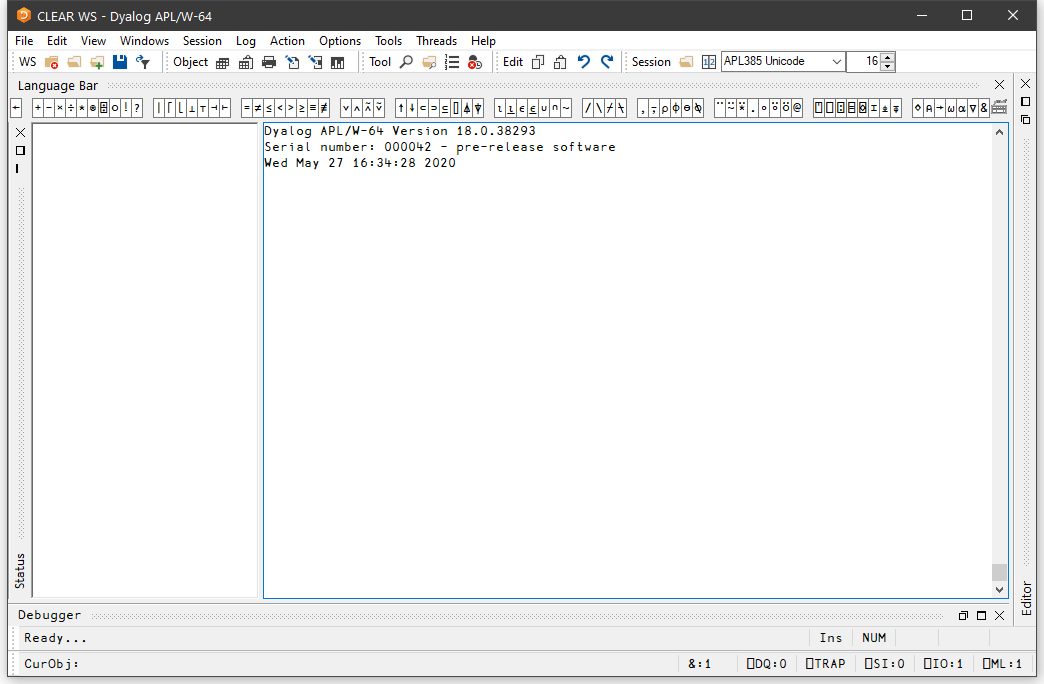 CLEAR WS - Dyalog APL/W-64
File Edit View Windows Session Log Action Options Tools Threads Help
WS Object Tool Edit Session APL385 Unicode 16
Language Bar
← + - × ÷ * ⍟ ⌹ ○ ! ? | ⌈ ⌊ ⊥ ⊤ ⊣ ⊢ = ≠ ≤ < > ≥ ≡ ≢ ∨ ∧ ⍲ ⍱ ↑ ↓ ⊂ ⊃ ⊆ ⌷ ⍋ ⍒ ⍳ ⍸ ∊ ⍷ ∪ ∩ ~ / \ ⌿ ⍀ , ⍪ ⍴ ⌽ ⊖ ⍉ ¨ ⍨ ⍣ . ∘ ⍤ ⍥ @ ⍞ ⎕ ⍠ ⌸ ⌺ ⌶ ⍎ ⍕ ⋄ ⍝ → ⍵ ⍺ ∇ &
Dyalog APL/W-64 Version 18.0.38293
Serial number: 000042 - pre-release software
Wed May 27 16:34:28 2020
Status
Editor
Debugger
Ready... Ins NUM
CurObj: &:1 ⎕DQ:0 ⎕TRAP ⎕SI:0 ⎕IO:1 ⎕ML:1